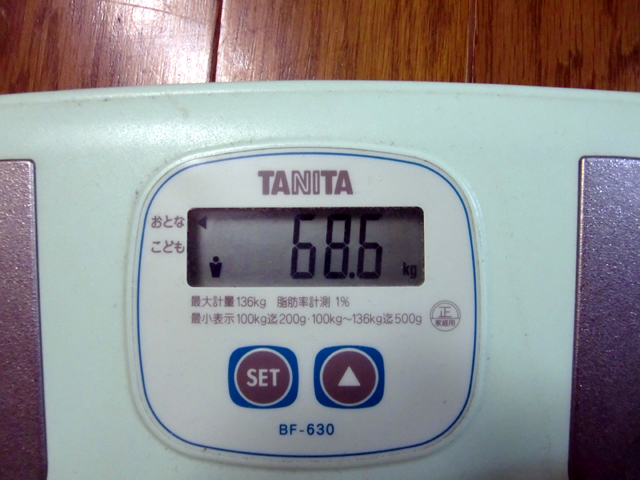 TANITA
おとな
こども
68.6 kg
最大計量136kg 脂肪率計測 1%
最小表示100kg迄200g・100kg～136kg迄500g
正
家庭用
SET
BF-630